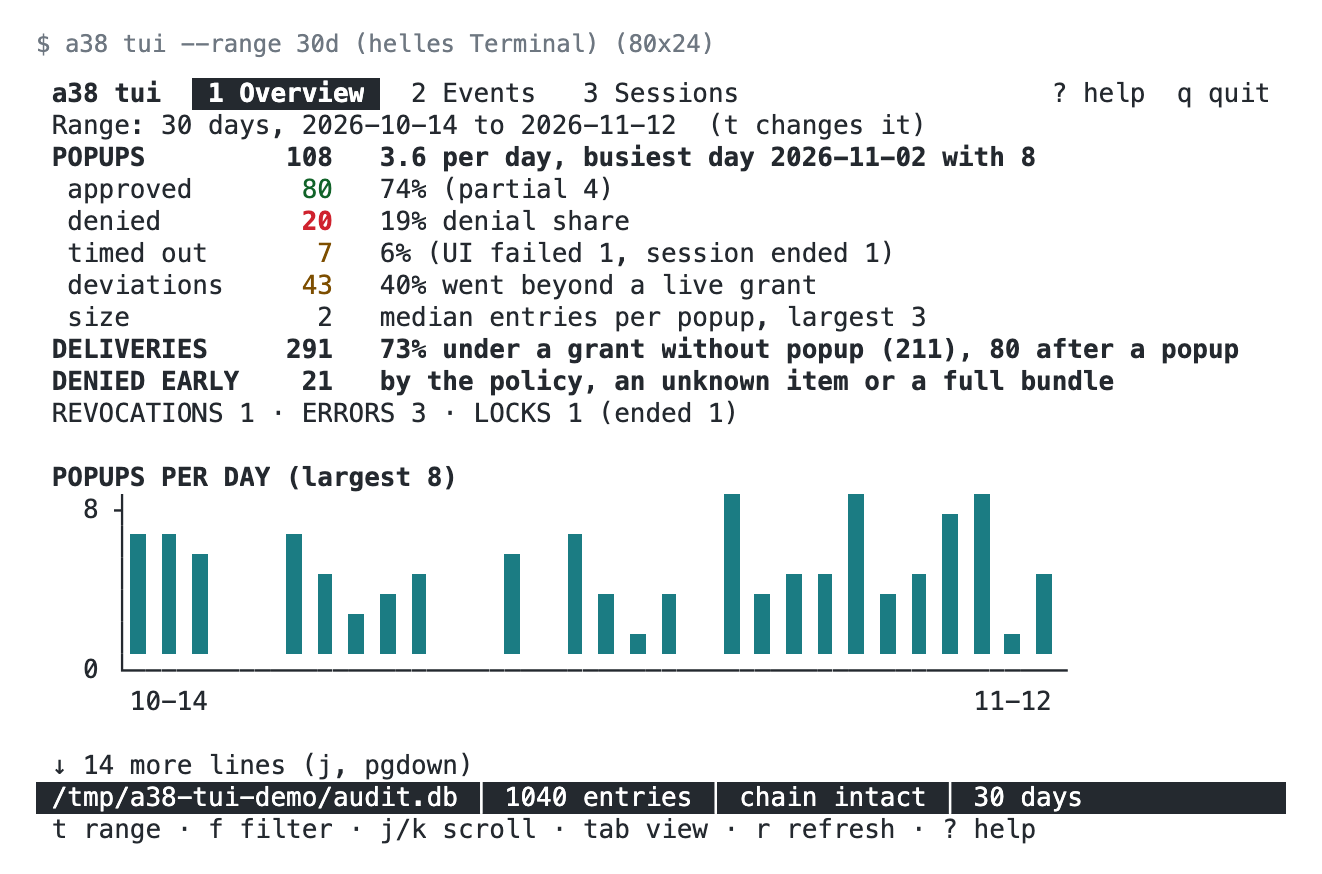 $ a38 tui --range 30d (helles Terminal) (80x24)
a38 tui 1 Overview 2 Events 3 Sessions ? help q quit
Range: 30 days, 2026-10-14 to 2026-11-12 (t changes it)
POPUPS 108 3.6 per day, busiest day 2026-11-02 with 8
approved 80 74% (partial 4)
denied 20 19% denial share
timed out 7 6% (UI failed 1, session ended 1)
deviations 43 40% went beyond a live grant
size 2 median entries per popup, largest 3
DELIVERIES 291 73% under a grant without popup (211), 80 after a popup
DENIED EARLY 21 by the policy, an unknown item or a full bundle
REVOCATIONS 1 · ERRORS 3 · LOCKS 1 (ended 1)
POPUPS PER DAY (largest 8)
8
0
10-14 11-12
↓ 14 more lines (j, pgdown)
/tmp/a38-tui-demo/audit.db │ 1040 entries │ chain intact │ 30 days
t range · f filter · j/k scroll · tab view · r refresh · ? help